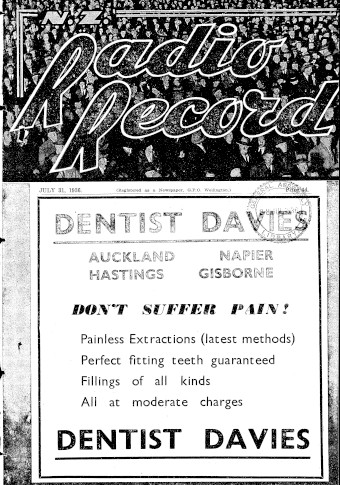 N.Z.
Radio
Record
JULY 31, 1936.
(Registered as a Newspaper, G.P.O. Wellington.)
DENTIST DAVIES
AUCKLAND NAPIER
HASTINGS GISBORNE
DON'T SUFFER PAIN!
Painless Extractions (latest methods)
Perfect fitting teeth guaranteed
Fillings of all kinds
All at moderate charges
DENTIST DAVIES